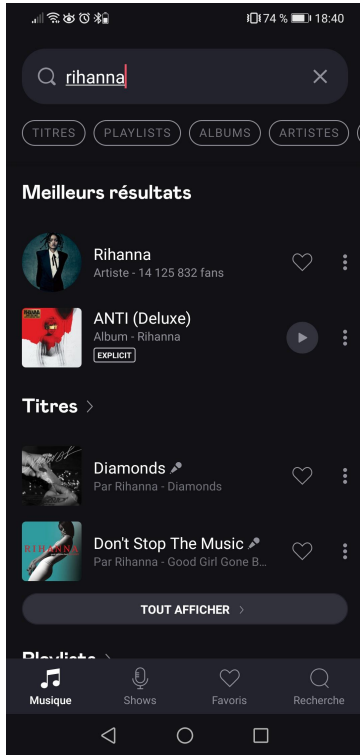 74 % 18:40
rihanna
TITRES PLAYLISTS ALBUMS ARTISTES
Meilleurs résultats
Rihanna
Artiste - 14 125 832 fans
ANTI (Deluxe)
Album - Rihanna
EXPLICIT
Titres
Diamonds
Par Rihanna - Diamonds
RIHANNA
Don't Stop The Music
Par Rihanna - Good Girl Gone B...
TOUT AFFICHER
Playlists
Musique Shows Favoris Recherche